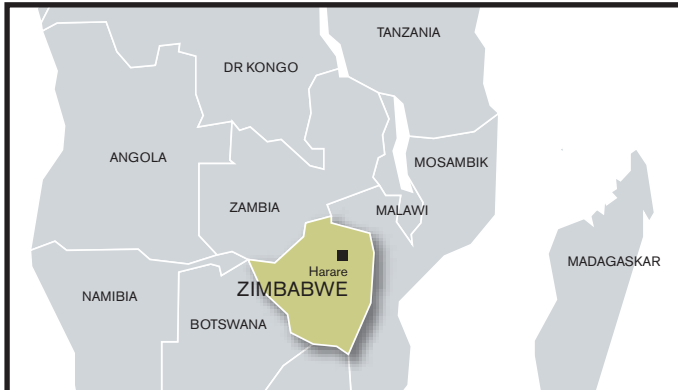 TANZANIA
DR KONGO
ANGOLA
MOSAMBIK
ZAMBIA
MALAWI
MADAGASKAR
Harare
ZIMBABWE
NAMIBIA
BOTSWANA